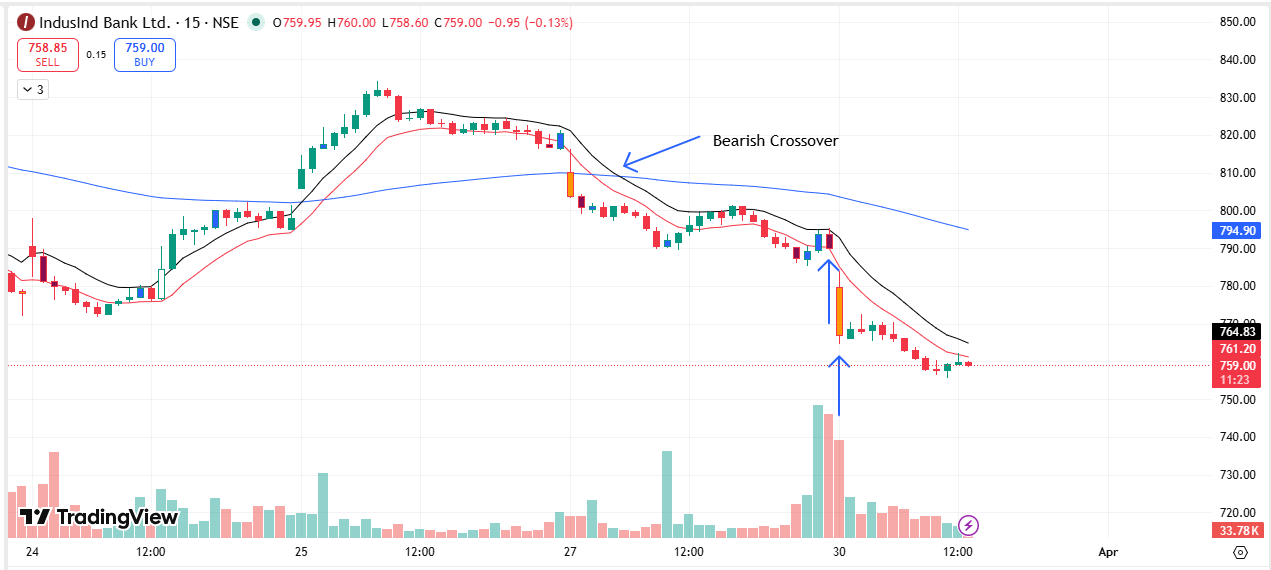 IndusInd Bank Ltd. · 15 · NSE O759.95 H760.00 L758.60 C759.00 −0.95 (−0.13%)
758.85 SELL
0.15
759.00 BUY
3
Bearish Crossover
850.00
840.00
830.00
820.00
810.00
800.00
794.90
790.00
780.00
770.00
764.83
761.20
759.00
11:23
750.00
740.00
730.00
720.00
33.78K
TradingView
24 12:00 25 12:00 27 12:00 30 12:00 Apr